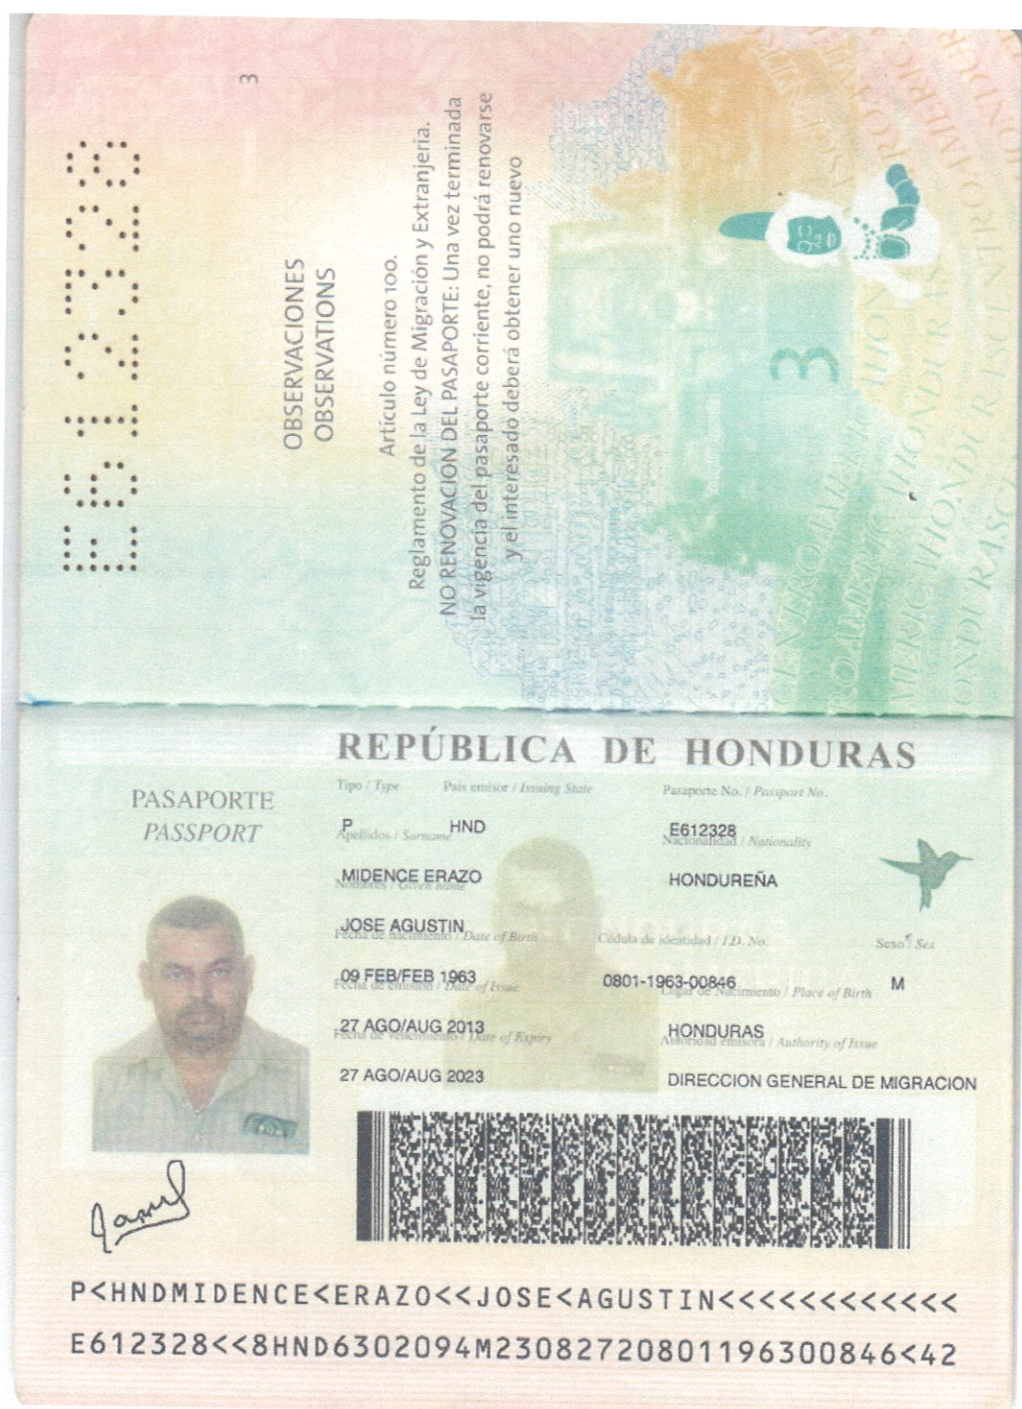 E612328
3
OBSERVACIONES
OBSERVATIONS
Artículo número 100.
Reglamento de la Ley de Migración y Extranjeria.
NO RENOVACION DEL PASAPORTE: Una vez terminada
la vigencia del pasaporte corriente, no podrá renovarse
y el interesado deberá obtener uno nuevo
3
REPÚBLICA DE HONDURAS
PASAPORTE
PASSPORT
Tipo / Type País emisor / Issuing State Pasaporte No. / Passport No.
P HND E612328
Apellidos / Surname Nacionalidad / Nationality
MIDENCE ERAZO HONDUREÑA
Nombres / Given name
JOSE AGUSTIN
Fecha de nacimiento / Date of Birth Cédula de identidad / I.D. No. Sexo / Sex
09 FEB/FEB 1963 0801-1963-00846 M
Fecha de emisión / Date of Issue Lugar de Nacimiento / Place of Birth
27 AGO/AUG 2013 HONDURAS
Fecha de vencimiento / Date of Expiry Autoridad emisora / Authority of Issue
27 AGO/AUG 2023 DIRECCION GENERAL DE MIGRACION
P<HNDMIDENCE<ERAZO<<JOSE<AGUSTIN<<<<<<<<<<<<
E612328<<8HND6302094M2308272080119630​0846<42